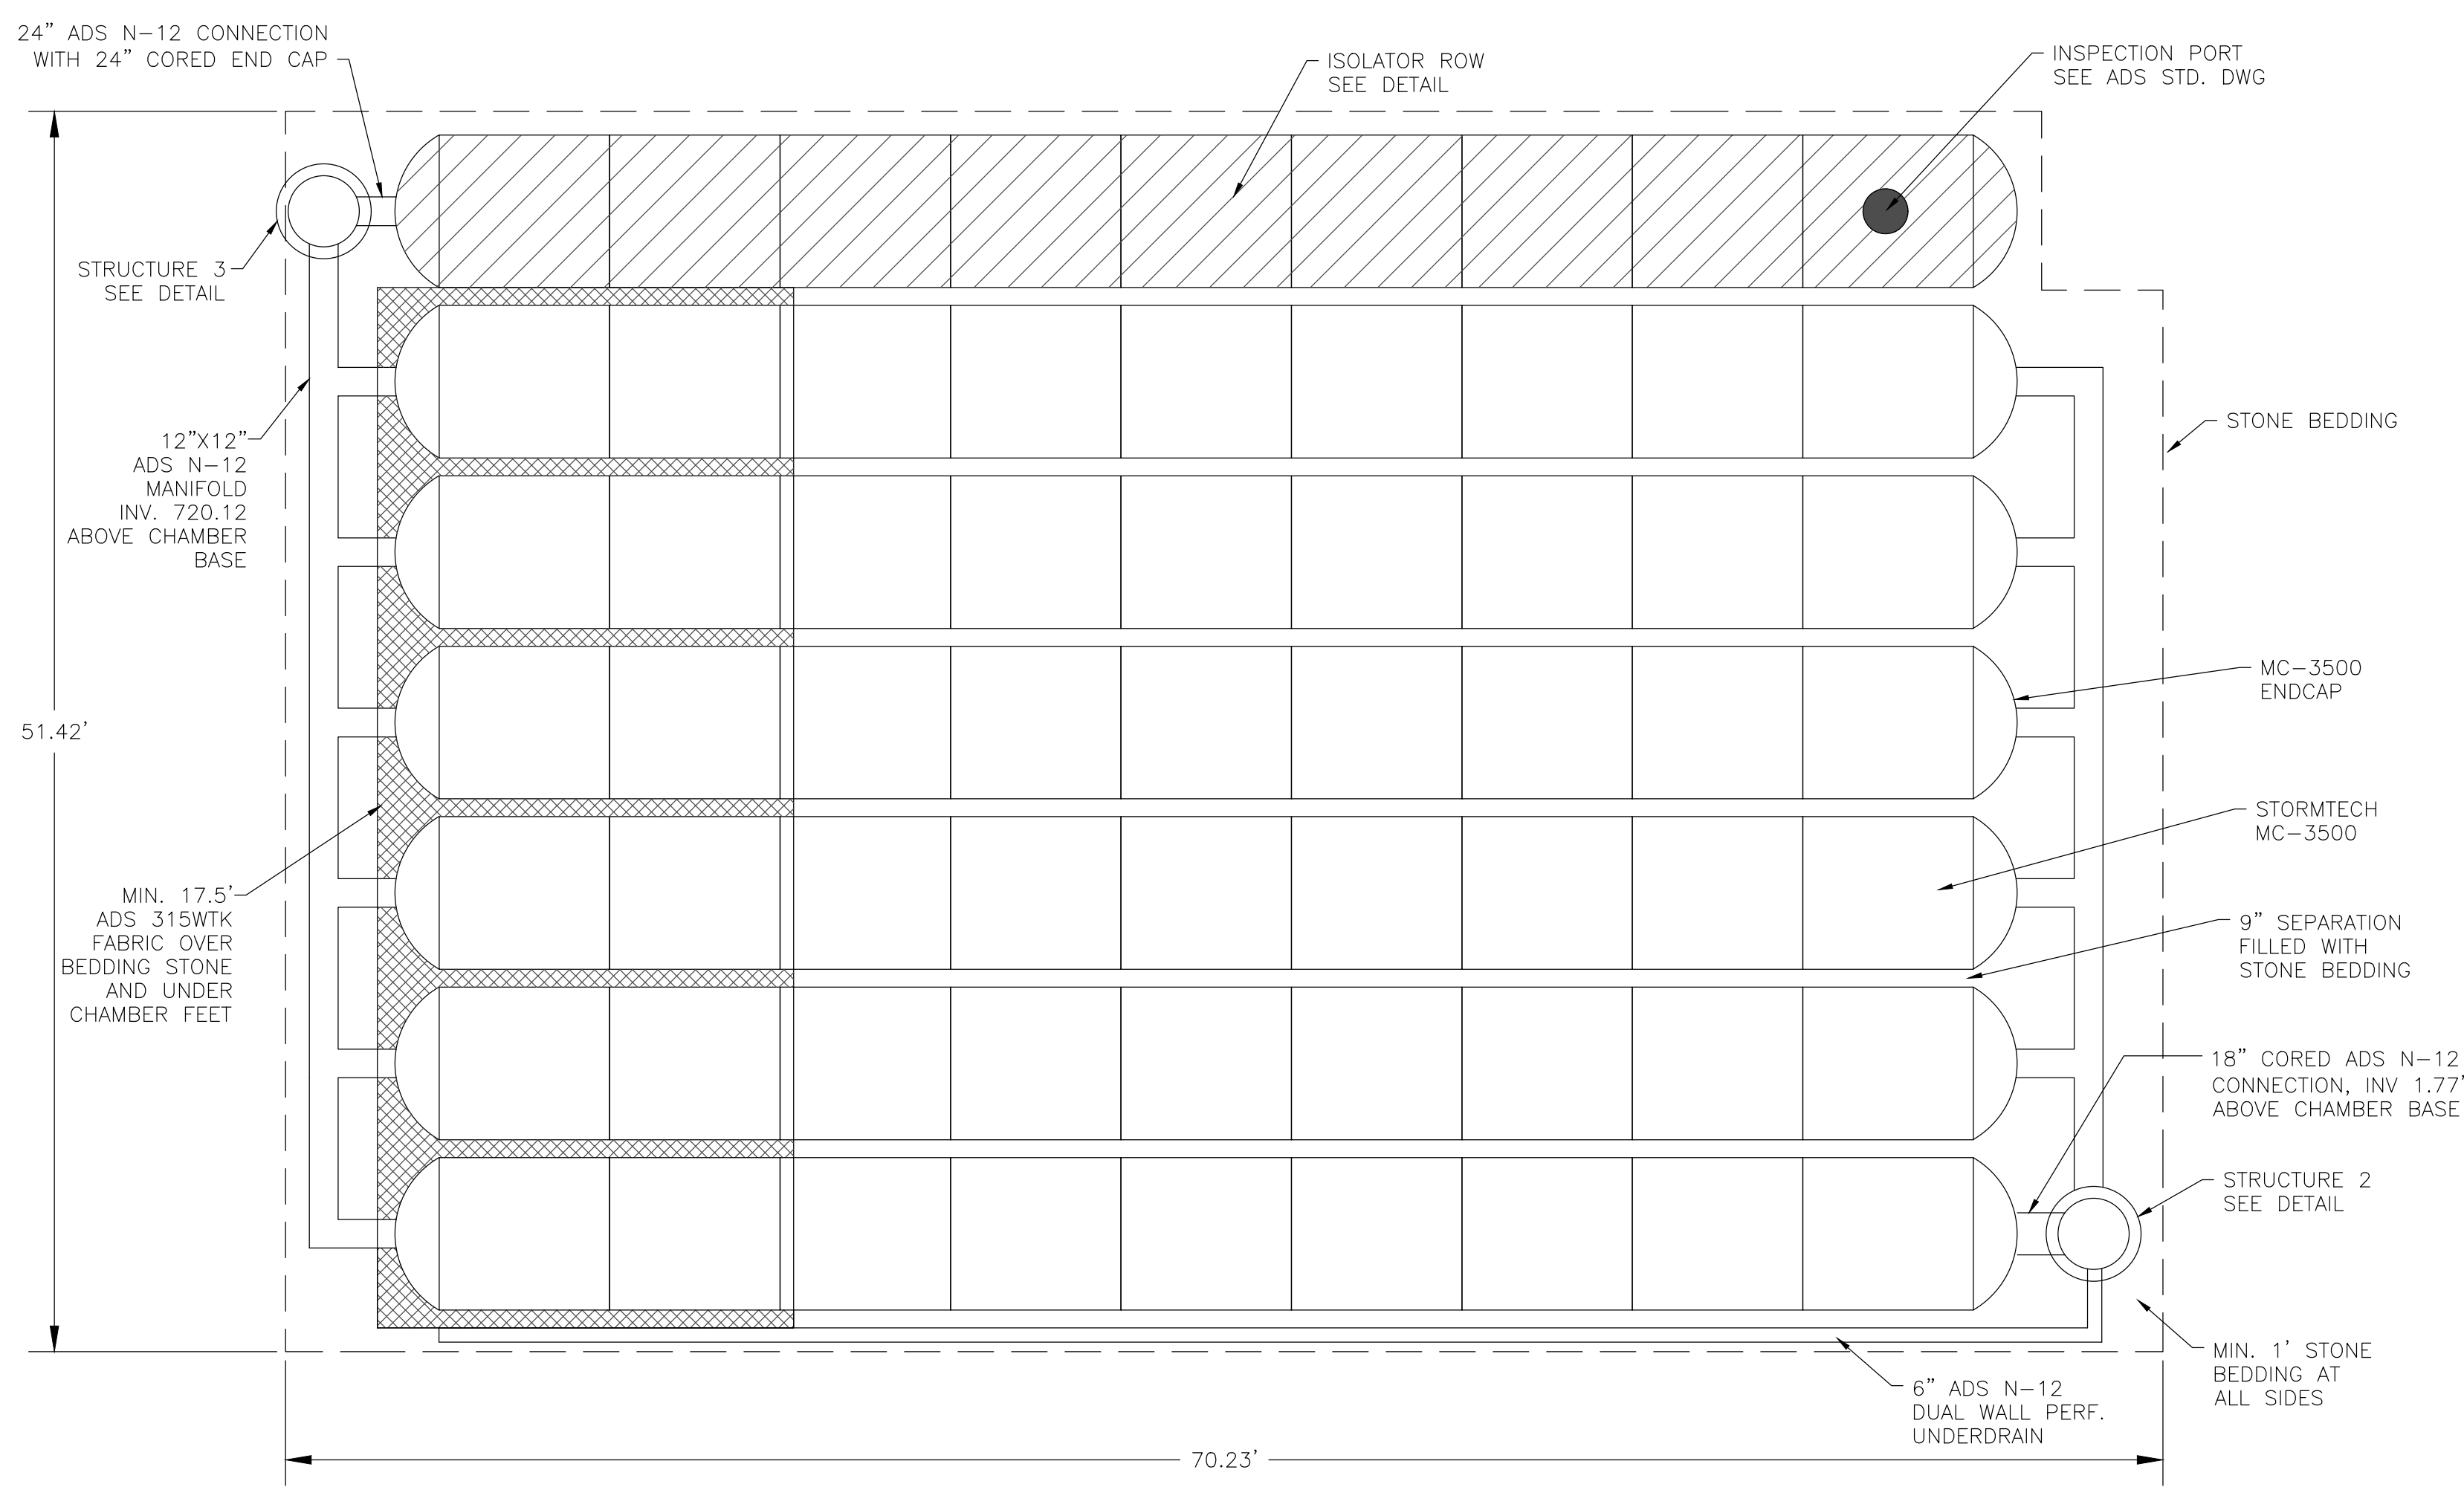 24” ADS N-12 CONNECTION
WITH 24” CORED END CAP
ISOLATOR ROW
SEE DETAIL
INSPECTION PORT
SEE ADS STD. DWG
STRUCTURE 3
SEE DETAIL
12”X12”
ADS N-12
MANIFOLD
INV. 720.12
ABOVE CHAMBER
BASE
STONE BEDDING
51.42'
MC-3500
ENDCAP
STORMTECH
MC-3500
MIN. 17.5'
ADS 315WTK
FABRIC OVER
BEDDING STONE
AND UNDER
CHAMBER FEET
9” SEPARATION
FILLED WITH
STONE BEDDING
18” CORED ADS N-12
CONNECTION, INV 1.77'
ABOVE CHAMBER BASE
STRUCTURE 2
SEE DETAIL
MIN. 1' STONE
BEDDING AT
ALL SIDES
6” ADS N-12
DUAL WALL PERF.
UNDERDRAIN
70.23'